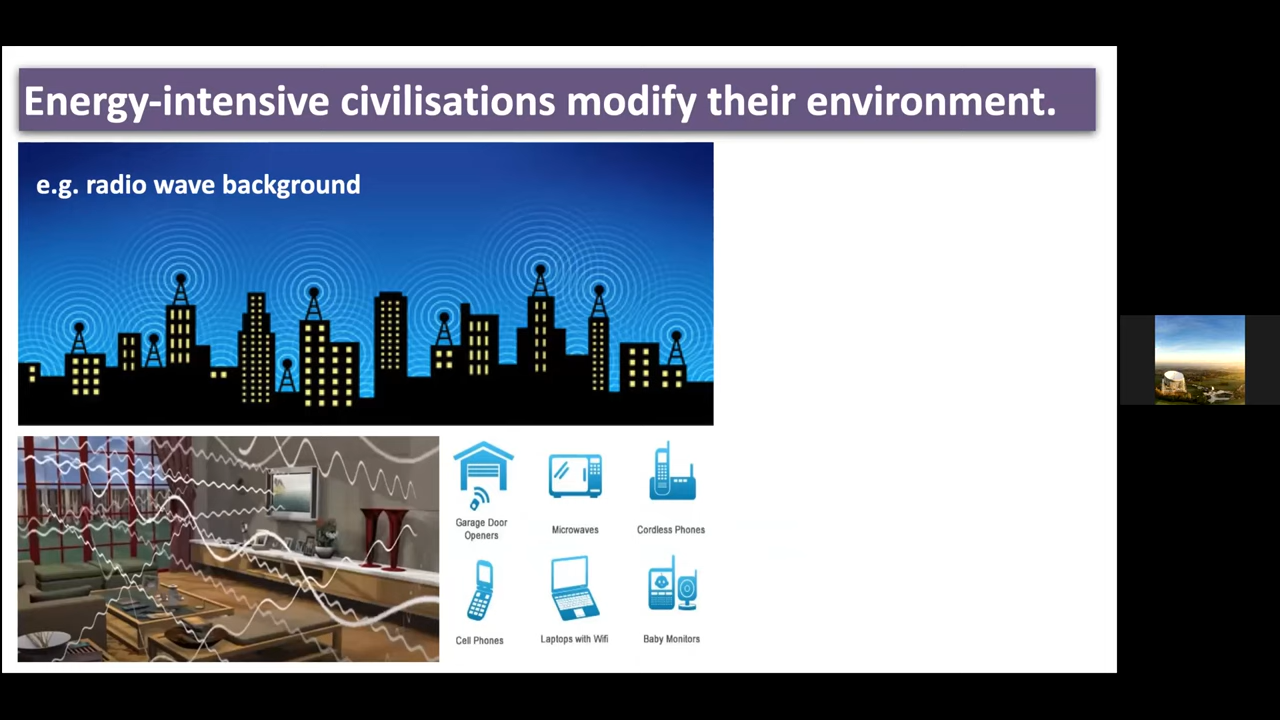 Energy-intensive civilisations modify their environment.
e.g. radio wave background
Garage Door
Openers
Microwaves
Cordless Phones
Cell Phones
Laptops with Wifi
Baby Monitors